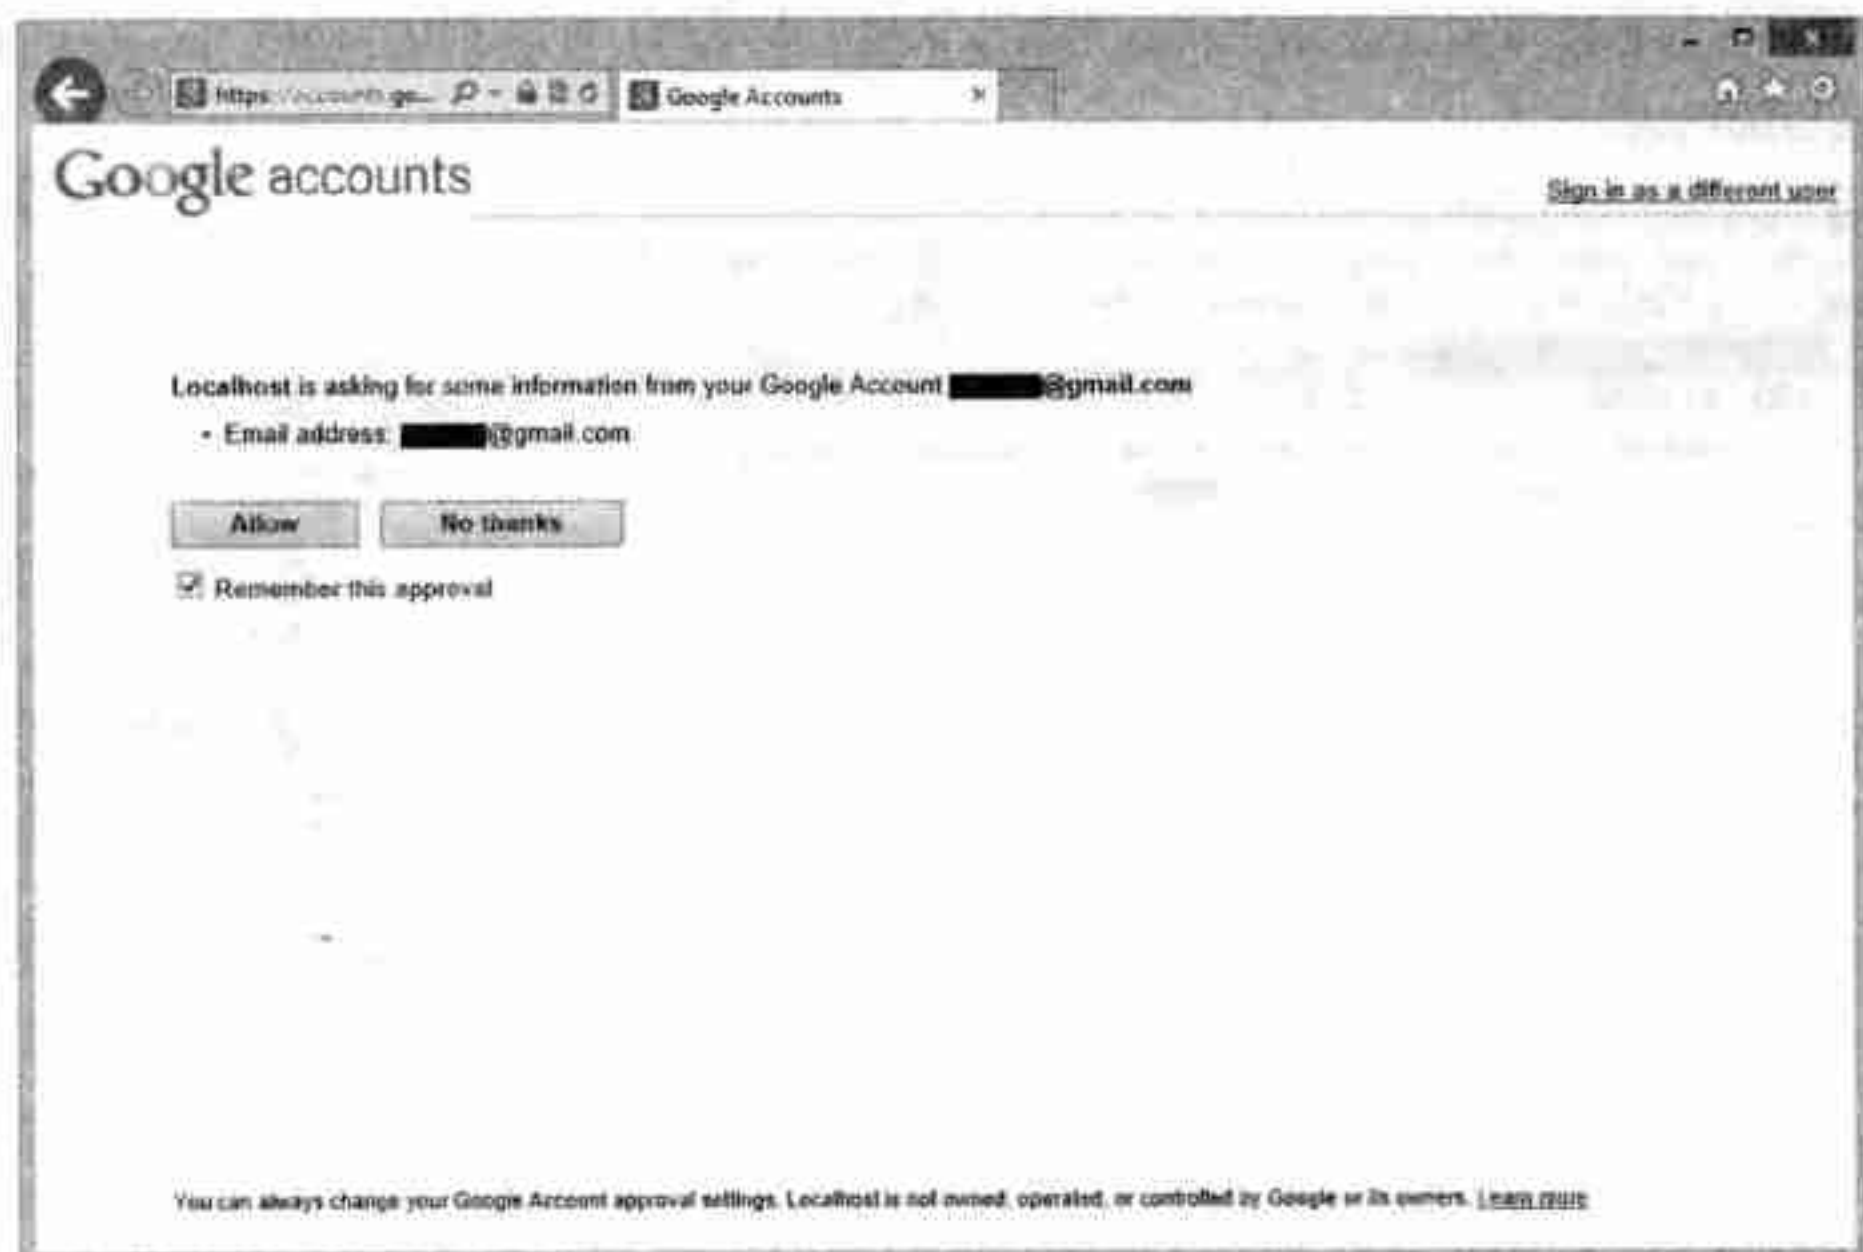 https://accounts.go...
Google Accounts
Google accounts
Sign in as a different user
Localhost is asking for some information from your Google Account @gmail.com
• Email address: @gmail.com
Allow
No thanks
Remember this approval
You can always change your Google Account approval settings. Localhost is not owned, operated, or controlled by Google or its owners. Learn more